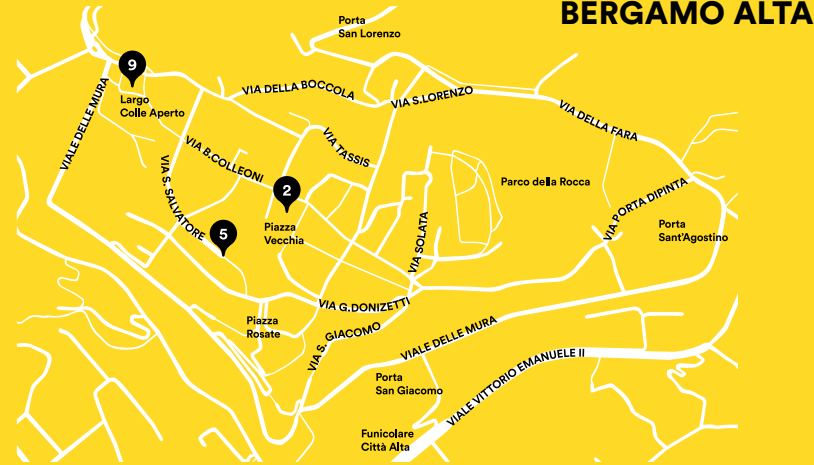 BERGAMO ALTA
Porta
San Lorenzo
9
Largo
Colle Aperto
VIA DELLA BOCCOLA
VIA S.LORENZO
VIA DELLA FARA
VIALE DELLE MURA
VIA B.COLLEONI
VIA TASSIS
VIA S. SALVATORE
2
Piazza
Vecchia
Parco della Rocca
VIA PORTA DIPINTA
Porta
Sant'Agostino
5
VIA SOLATA
VIA G.DONIZETTI
Piazza
Rosate
VIA S. GIACOMO
VIALE DELLE MURA
Porta
San Giacomo
VIALE VITTORIO EMANUELE II
Funicolare
Città Alta